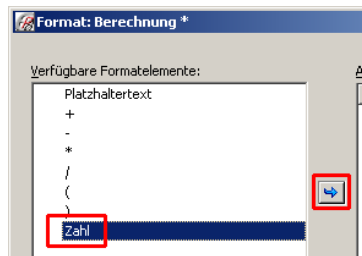 Format: Berechnung *
Verfügbare Formatelemente:
A
Platzhaltertext
+
-
*
/
(
)
Zahl